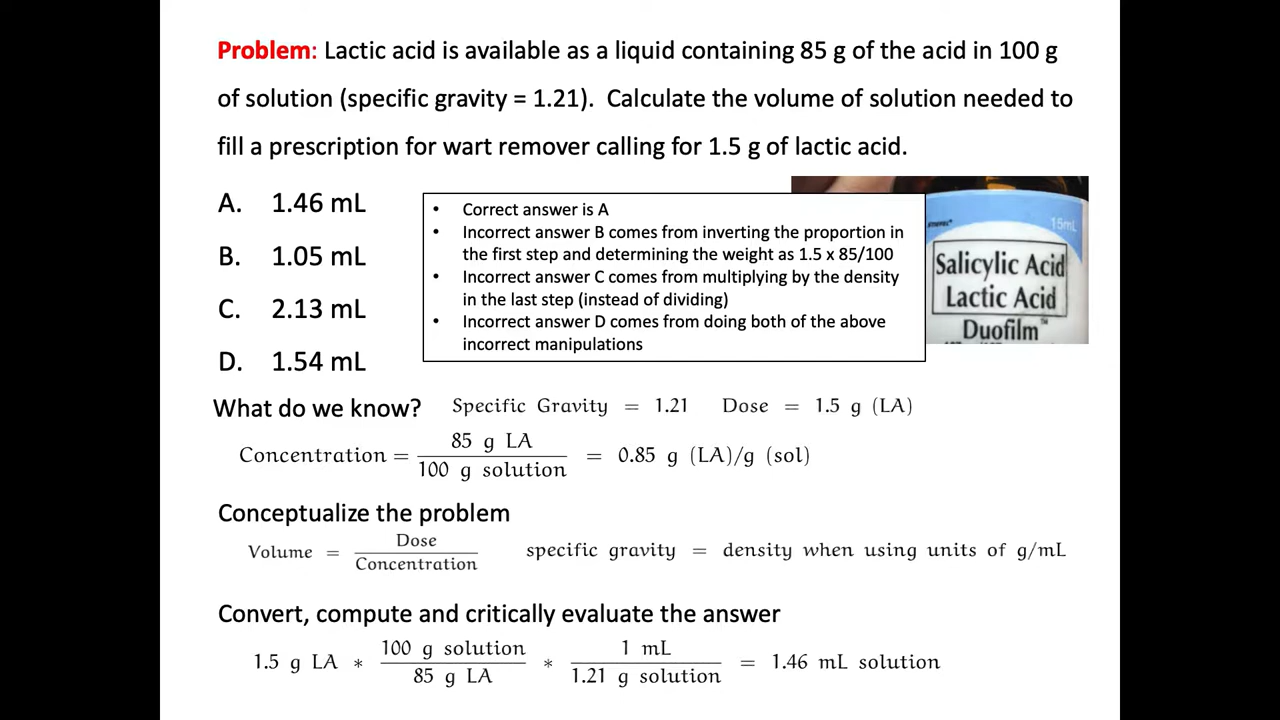 Problem: Lactic acid is available as a liquid containing 85 g of the acid in 100 g
of solution (specific gravity = 1.21).  Calculate the volume of solution needed to
fill a prescription for wart remover calling for 1.5 g of lactic acid.
A. 1.46 mL
B. 1.05 mL
C. 2.13 mL
D. 1.54 mL
• Correct answer is A
• Incorrect answer B comes from inverting the proportion in
the first step and determining the weight as 1.5 x 85/100
• Incorrect answer C comes from multiplying by the density
in the last step (instead of dividing)
• Incorrect answer D comes from doing both of the above
incorrect manipulations
15mL
Salicylic Acid
Lactic Acid
Duofilm™
What do we know? Specific Gravity = 1.21 Dose = 1.5 g (LA)
Concentration = 85 g LA / 100 g solution = 0.85 g (LA)/g (sol)
Conceptualize the problem
Volume = Dose / Concentration specific gravity = density when using units of g/mL
Convert, compute and critically evaluate the answer
1.5 g LA * 100 g solution / 85 g LA * 1 mL / 1.21 g solution = 1.46 mL solution